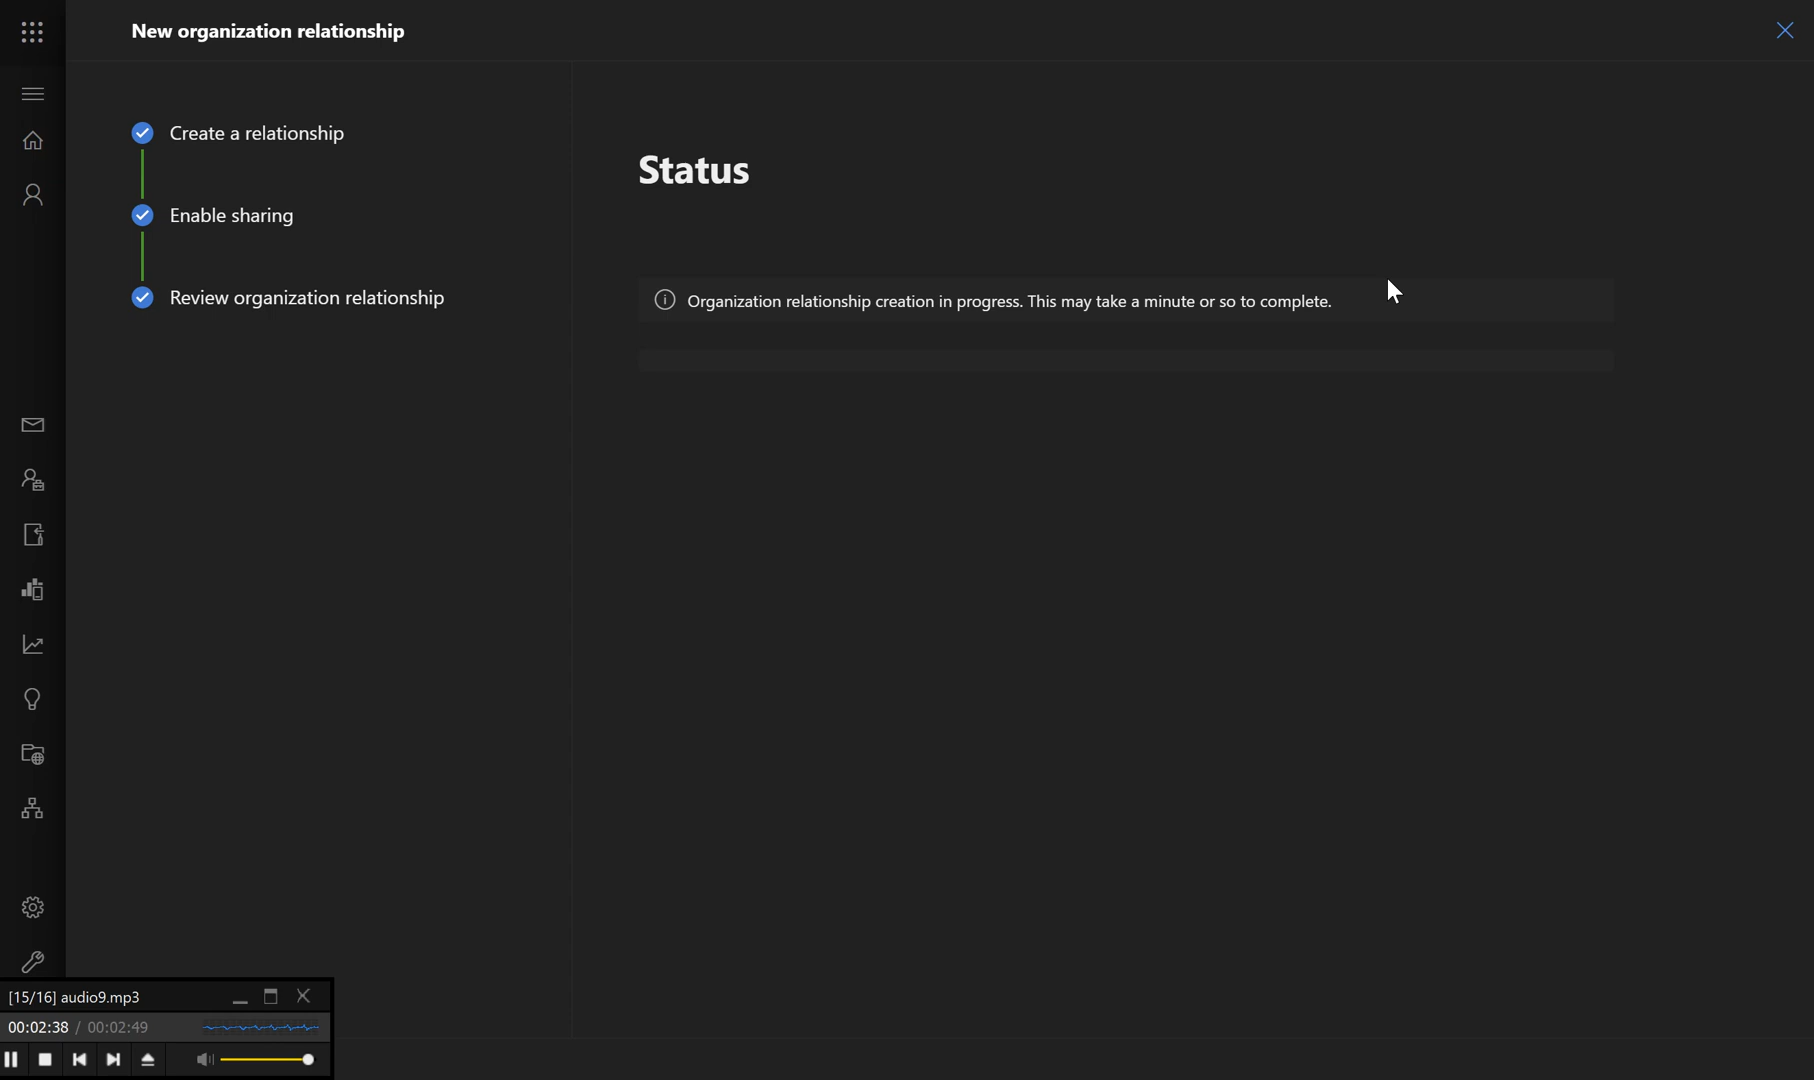 New organization relationship
Create a relationship
Enable sharing
Review organization relationship
Status
Organization relationship creation in progress. This may take a minute or so to complete.
[15/16] audio9.mp3
00:02:38 / 00:02:49